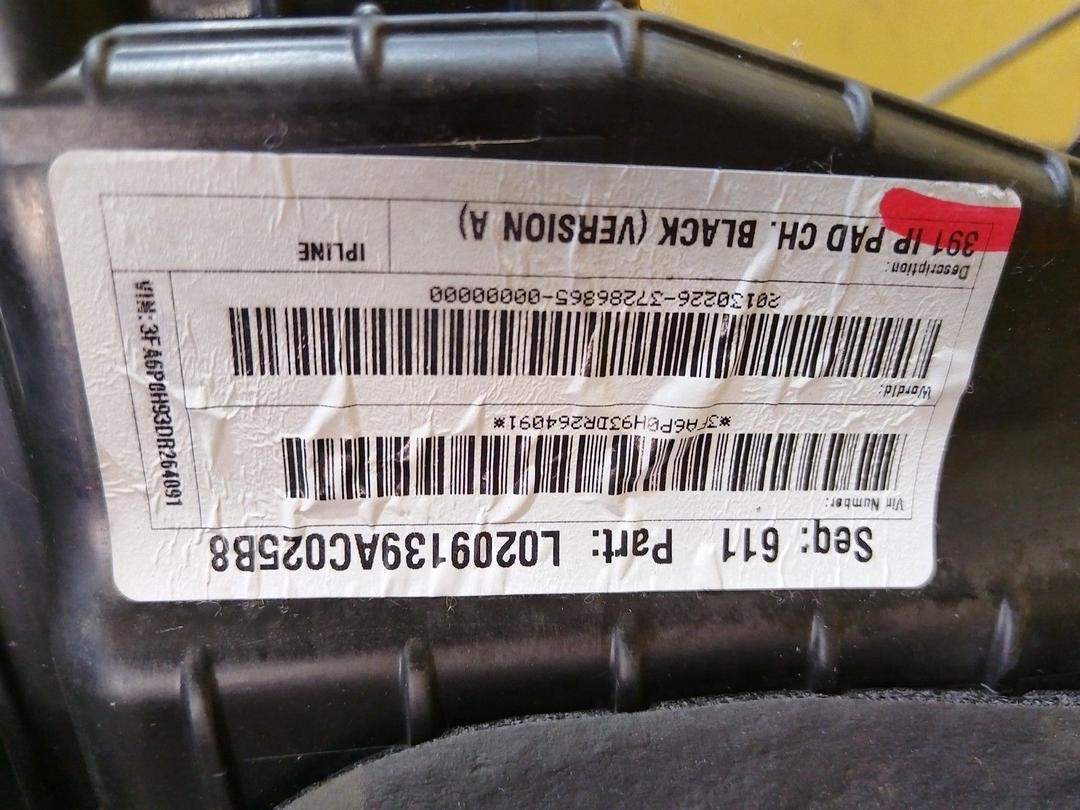 Seq: 611 Part: L0209139AC025B8
Vin Number:
*3FA6P0H93DR264091*
WordId:
20130226-37286865-00000000
Description:
391 IP PAD CH. BLACK (VERSION A)
IPLINE
VIN: 3FA6P0H93DR264091